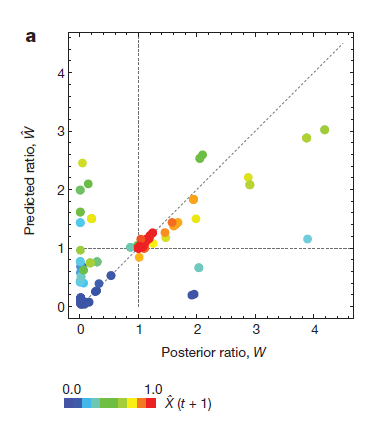 a
Predicted ratio, Ŵ
4
3
2
1
0
0 1 2 3 4
Posterior ratio, W
0.0 1.0
X̂ (t + 1)